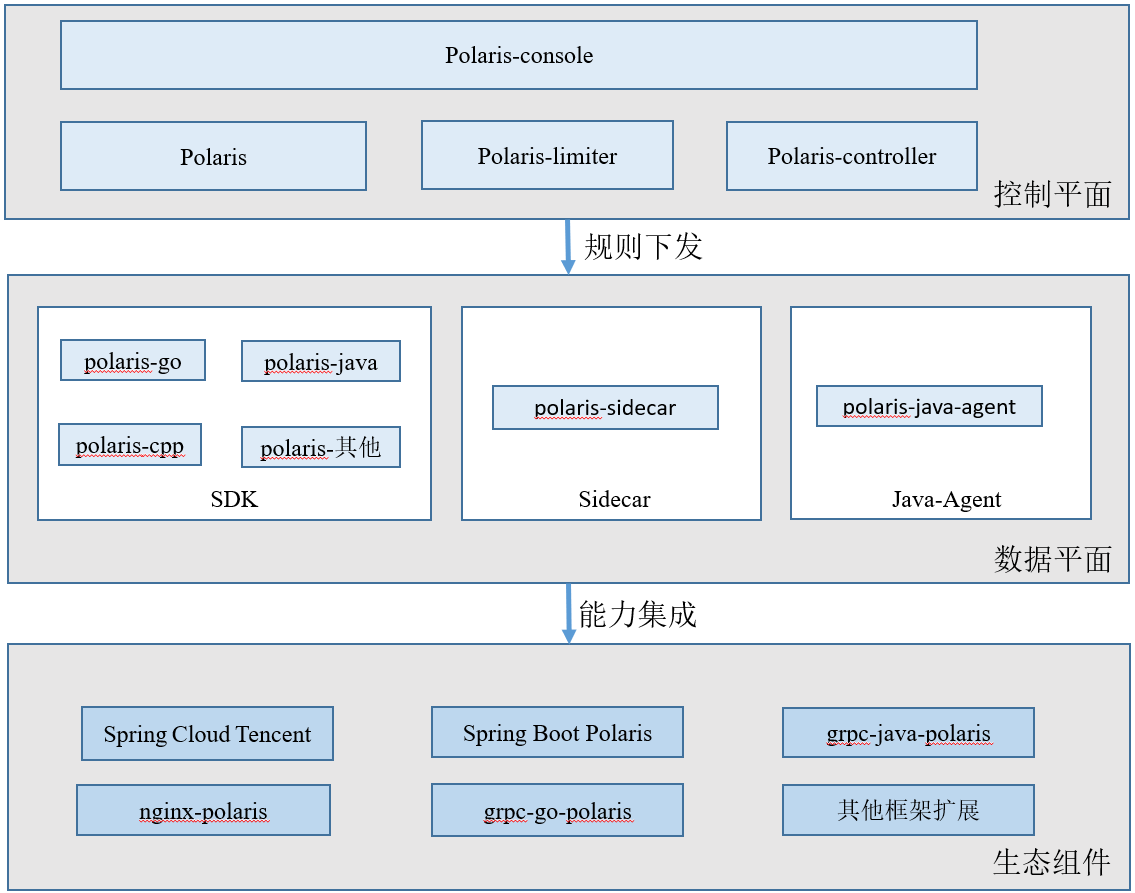 Polaris-console
Polaris
Polaris-limiter
Polaris-controller
控制平面
规则下发
polaris-go
polaris-java
polaris-cpp
polaris-其他
SDK
polaris-sidecar
Sidecar
polaris-java-agent
Java-Agent
数据平面
能力集成
Spring Cloud Tencent
Spring Boot Polaris
grpc-java-polaris
nginx-polaris
grpc-go-polaris
其他框架扩展
生态组件